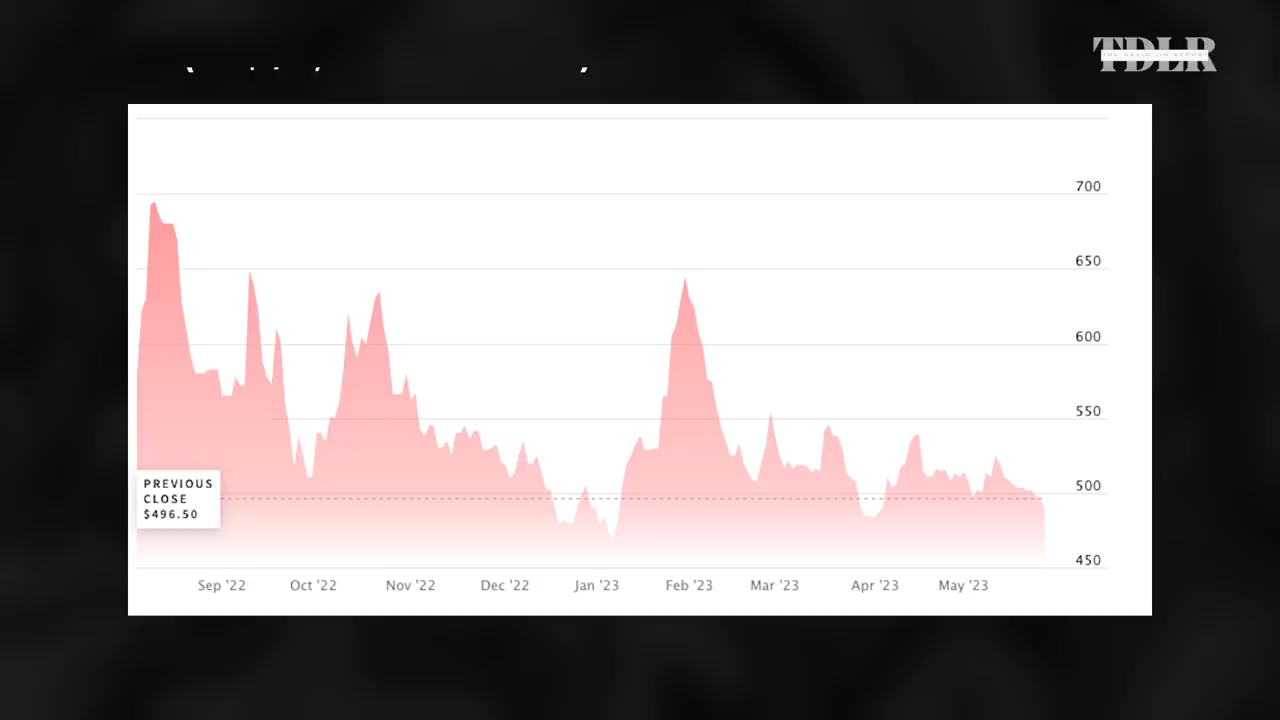 TDLR
700
650
600
550
500
450
PREVIOUS
CLOSE
$496.50
Sep '22
Oct '22
Nov '22
Dec '22
Jan '23
Feb '23
Mar '23
Apr '23
May '23